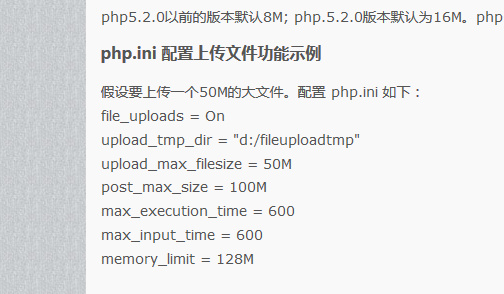 php5.2.0以前的版本默认8M; php.5.2.0版本默认为16M。php
php.ini 配置上传文件功能示例
假设要上传一个50M的大文件。配置 php.ini 如下：
file_uploads = On
upload_tmp_dir = "d:/fileuploadtmp"
upload_max_filesize = 50M
post_max_size = 100M
max_execution_time = 600
max_input_time = 600
memory_limit = 128M